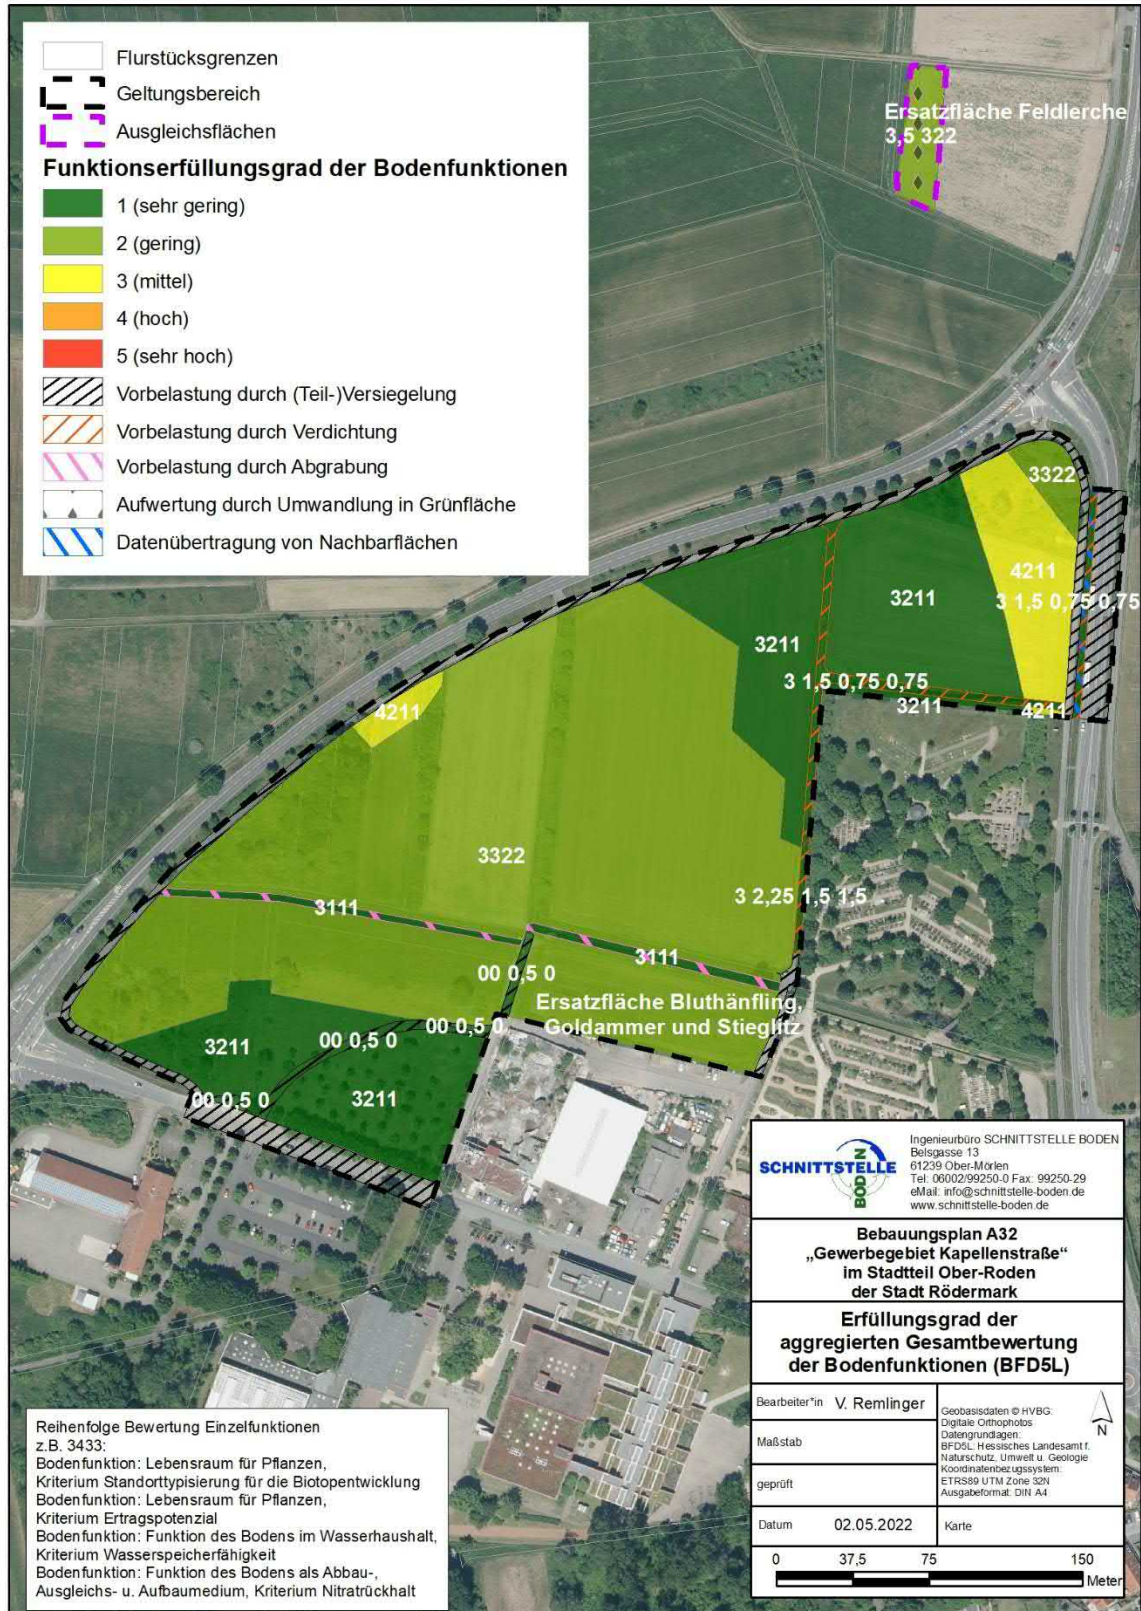 Flurstücksgrenzen
Geltungsbereich
Ausgleichsflächen
Funktionserfüllungsgrad der Bodenfunktionen
1 (sehr gering)
2 (gering)
3 (mittel)
4 (hoch)
5 (sehr hoch)
Vorbelastung durch (Teil-)Versiegelung
Vorbelastung durch Verdichtung
Vorbelastung durch Abgrabung
Aufwertung durch Umwandlung in Grünfläche
Datenübertragung von Nachbarflächen
Ersatzfläche Feldlerche
3,5 322
3322
4211
3211
3 1,5 0,75 0,75
3211
3 1,5 0,75 0,75
3211
4211
4211
3322
3 2,25 1,5 1,5
3111
3111
00 0,5 0
Ersatzfläche Bluthänfling,
Goldammer und Stieglitz
00 0,5 0
00 0,5 0
3211
3211
00 0,5 0
SCHNITTSTELLE
BODEN
Ingenieurbüro SCHNITTSTELLE BODEN
Belsgasse 13
61239 Ober-Mörlen
Tel: 06002/99250-0 Fax: 99250-29
eMail: info@schnittstelle-boden.de
www.schnittstelle-boden.de
Bebauungsplan A32
„Gewerbegebiet Kapellenstraße“
im Stadtteil Ober-Roden
der Stadt Rödermark
Erfüllungsgrad der
aggregierten Gesamtbewertung
der Bodenfunktionen (BFD5L)
Bearbeiter*in V. Remlinger
Maßstab
geprüft
Datum 02.05.2022
Geobasisdaten © HVBG:
Digitale Orthophotos
Datengrundlagen:
BFD5L: Hessisches Landesamt f.
Naturschutz, Umwelt u. Geologie
Koordinatenbezugssystem:
ETRS89 UTM Zone 32N
Ausgabeformat: DIN A4
N
Karte
0 37,5 75 150
Meter
Reihenfolge Bewertung Einzelfunktionen
z.B. 3433:
Bodenfunktion: Lebensraum für Pflanzen,
Kriterium Standorttypisierung für die Biotopentwicklung
Bodenfunktion: Lebensraum für Pflanzen,
Kriterium Ertragspotenzial
Bodenfunktion: Funktion des Bodens im Wasserhaushalt,
Kriterium Wasserspeicherfähigkeit
Bodenfunktion: Funktion des Bodens als Abbau-,
Ausgleichs- u. Aufbaumedium, Kriterium Nitratrückhalt